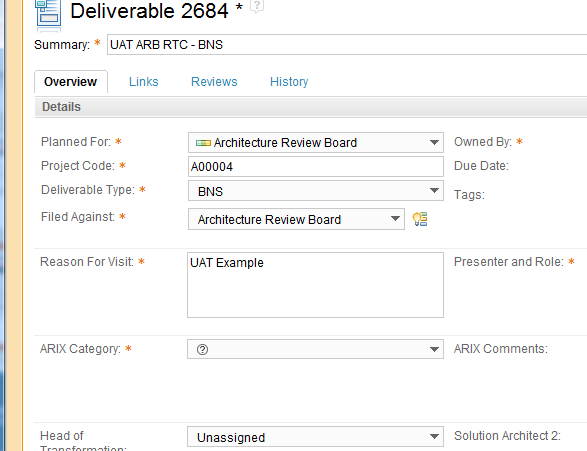 Deliverable 2684 * ?
Summary: * UAT ARB RTC - BNS
Overview Links Reviews History
Details
Planned For: * Architecture Review Board Owned By: *
Project Code: * A00004 Due Date:
Deliverable Type: * BNS Tags:
Filed Against: * Architecture Review Board
Reason For Visit: * UAT Example Presenter and Role: *
ARIX Category: * ? ARIX Comments:
Head of Unassigned Solution Architect 2:
Transformation: